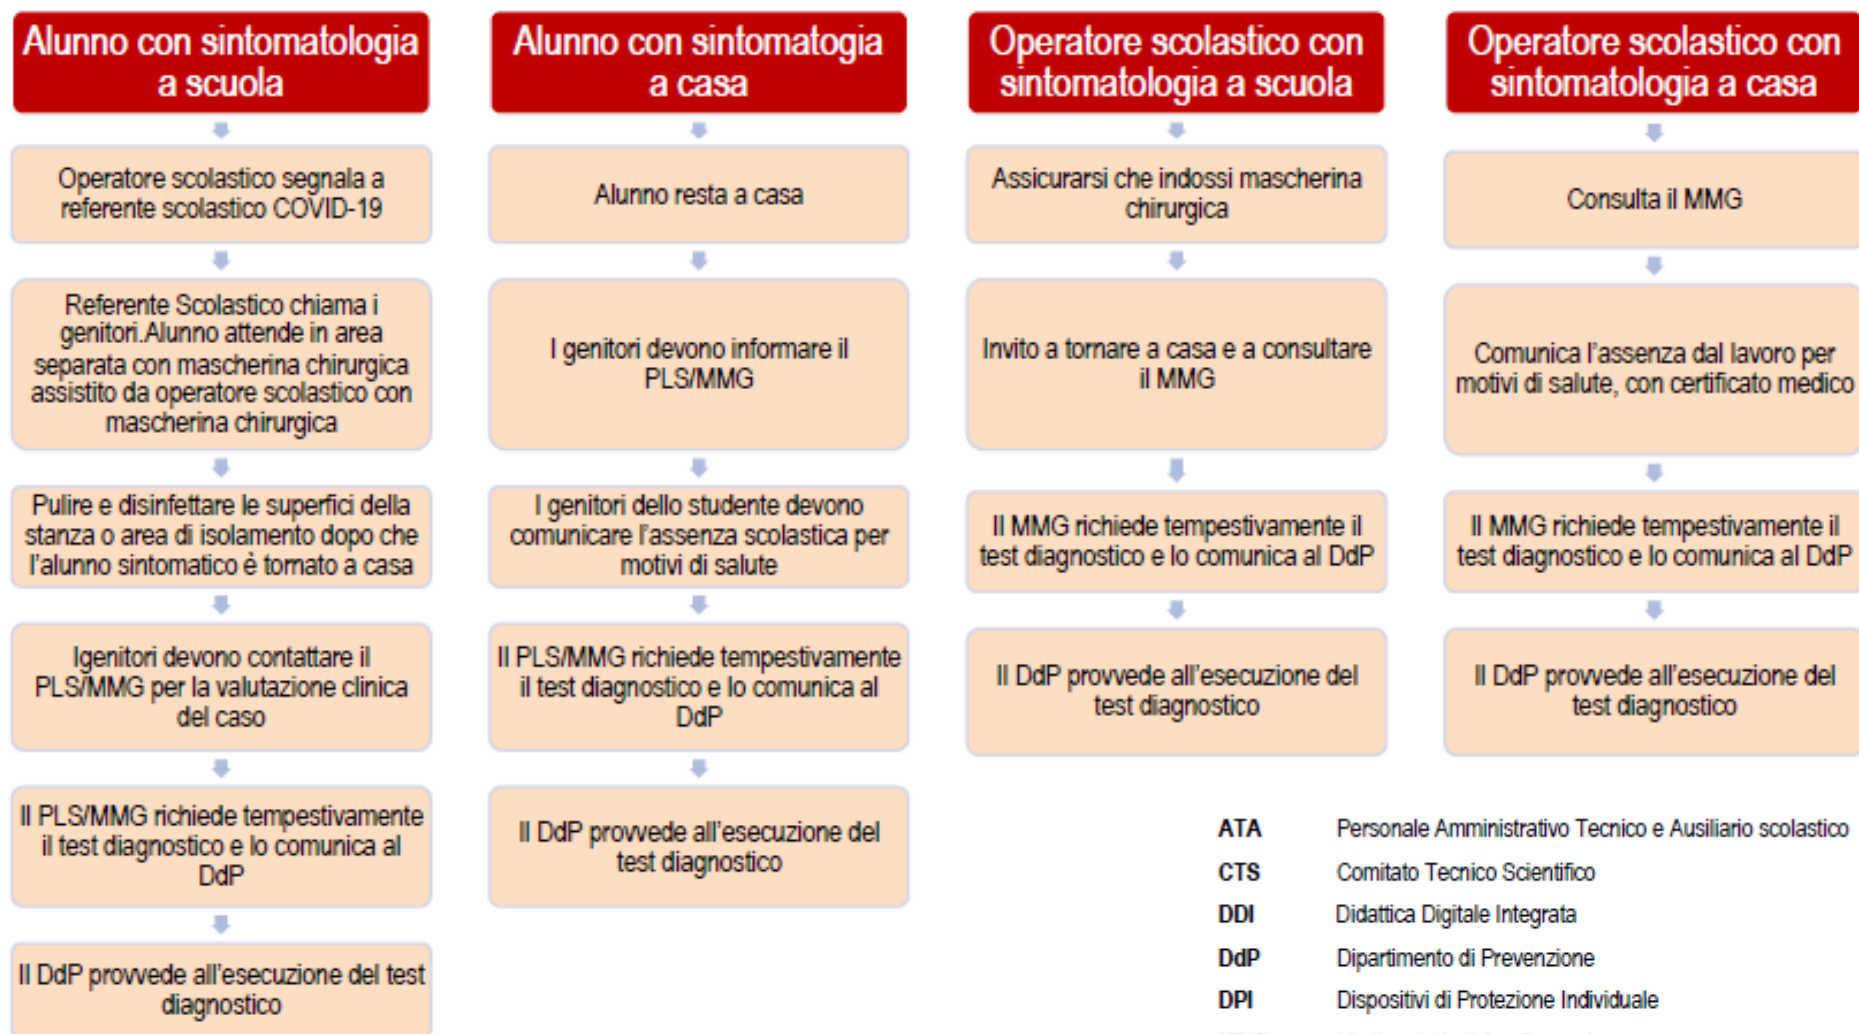 Alunno con sintomatologia
a scuola
Operatore scolastico segnala a
referente scolastico COVID-19
Referente Scolastico chiama i
genitori.Alunno attende in area
separata con mascherina chirurgica
assistito da operatore scolastico con
mascherina chirurgica
Pulire e disinfettare le superfici della
stanza o area di isolamento dopo che
l'alunno sintomatico è tornato a casa
Igenitori devono contattare il
PLS/MMG per la valutazione clinica
del caso
Il PLS/MMG richiede tempestivamente
il test diagnostico e lo comunica al
DdP
Il DdP provvede all'esecuzione del test
diagnostico
Alunno con sintomatogia
a casa
Alunno resta a casa
I genitori devono informare il
PLS/MMG
I genitori dello studente devono
comunicare l'assenza scolastica per
motivi di salute
Il PLS/MMG richiede tempestivamente
il test diagnostico e lo comunica al
DdP
Il DdP provvede all'esecuzione del
test diagnostico
Operatore scolastico con
sintomatologia a scuola
Assicurarsi che indossi mascherina
chirurgica
Invito a tornare a casa e a consultare
il MMG
Il MMG richiede tempestivamente il
test diagnostico e lo comunica al DdP
Il DdP provvede all'esecuzione del
test diagnostico
Operatore scolastico con
sintomatologia a casa
Consulta il MMG
Comunica l'assenza dal lavoro per
motivi di salute, con certificato medico
Il MMG richiede tempestivamente il
test diagnostico e lo comunica al DdP
Il DdP provvede all'esecuzione del
test diagnostico
ATA Personale Amministrativo Tecnico e Ausiliario scolastico
CTS Comitato Tecnico Scientifico
DDI Didattica Digitale Integrata
DdP Dipartimento di Prevenzione
DPI Dispositivi di Protezione Individuale